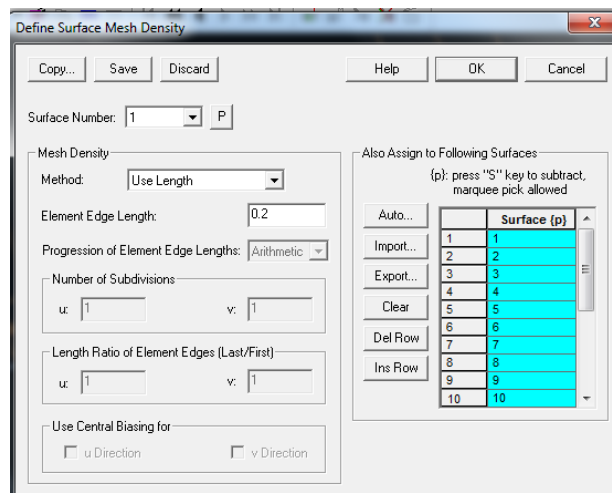 Define Surface Mesh Density
Copy... Save Discard Help OK Cancel
Surface Number: 1 P
Mesh Density
Method: Use Length
Element Edge Length: 0.2
Progression of Element Edge Lengths: Arithmetic
Number of Subdivisions
u: 1 v: 1
Length Ratio of Element Edges (Last/First)
u: 1 v: 1
Use Central Biasing for
u Direction v Direction
Also Assign to Following Surfaces
{p}: press "S" key to subtract,
marquee pick allowed
Auto...
Import...
Export...
Clear
Del Row
Ins Row
Surface {p}
1 1
2 2
3 3
4 4
5 5
6 6
7 7
8 8
9 9
10 10